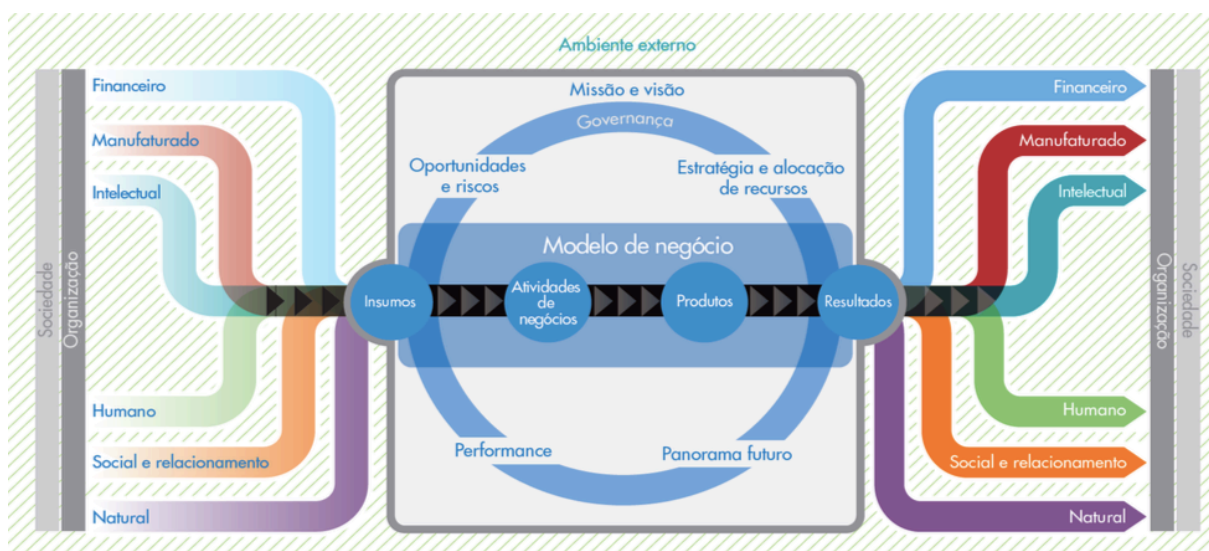 Ambiente externo
Sociedade
Organização
Financeiro
Manufaturado
Intelectual
Humano
Social e relacionamento
Natural
Missão e visão
Governança
Oportunidades
e riscos
Estratégia e alocação
de recursos
Modelo de negócio
Insumos
Atividades
de
negócios
Produtos
Resultados
Performance
Panorama futuro
Financeiro
Manufaturado
Intelectual
Humano
Social e relacionamento
Natural
Organização
Sociedade